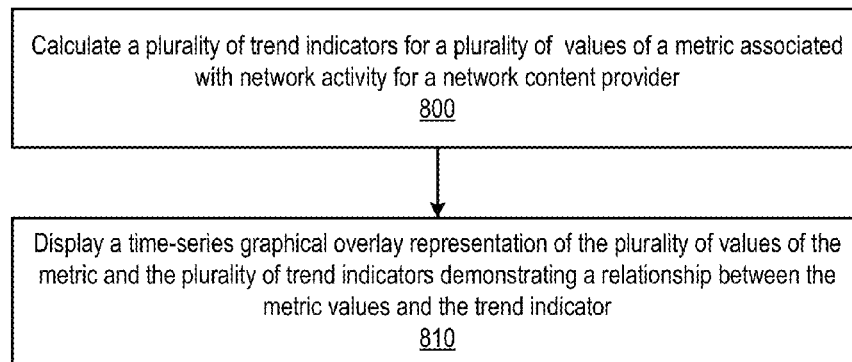 Calculate a plurality of trend indicators for a plurality of values of a metric associated
with network activity for a network content provider
800
Display a time-series graphical overlay representation of the plurality of values of the
metric and the plurality of trend indicators demonstrating a relationship between the
metric values and the trend indicator
810